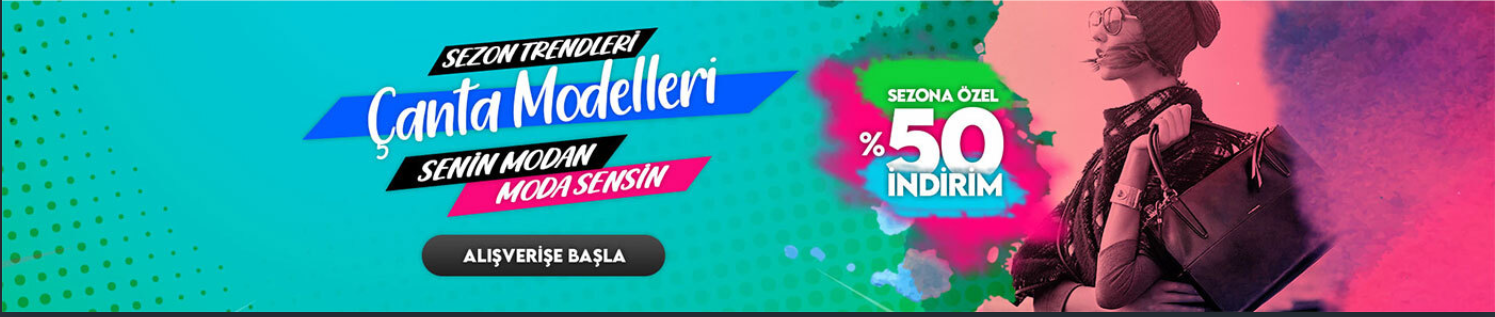 SEZON TRENDLERİ
Çanta Modelleri
SENİN MODAN
MODA SENSİN
ALIŞVERİŞE BAŞLA
SEZONA ÖZEL
%50
İNDİRİM